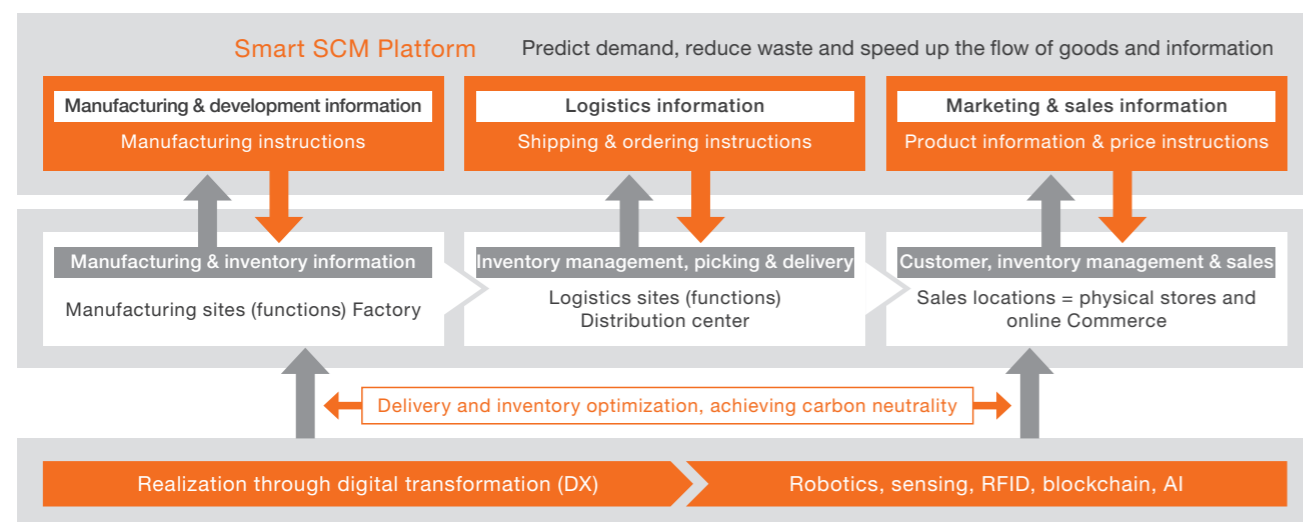 Smart SCM Platform
Predict demand, reduce waste and speed up the flow of goods and information
Manufacturing & development information
Manufacturing instructions
Logistics information
Shipping & ordering instructions
Marketing & sales information
Product information & price instructions
Manufacturing & inventory information
Manufacturing sites (functions) Factory
Inventory management, picking & delivery
Logistics sites (functions)
Distribution center
Customer, inventory management & sales
Sales locations = physical stores and
online Commerce
Delivery and inventory optimization, achieving carbon neutrality
Realization through digital transformation (DX)
Robotics, sensing, RFID, blockchain, AI